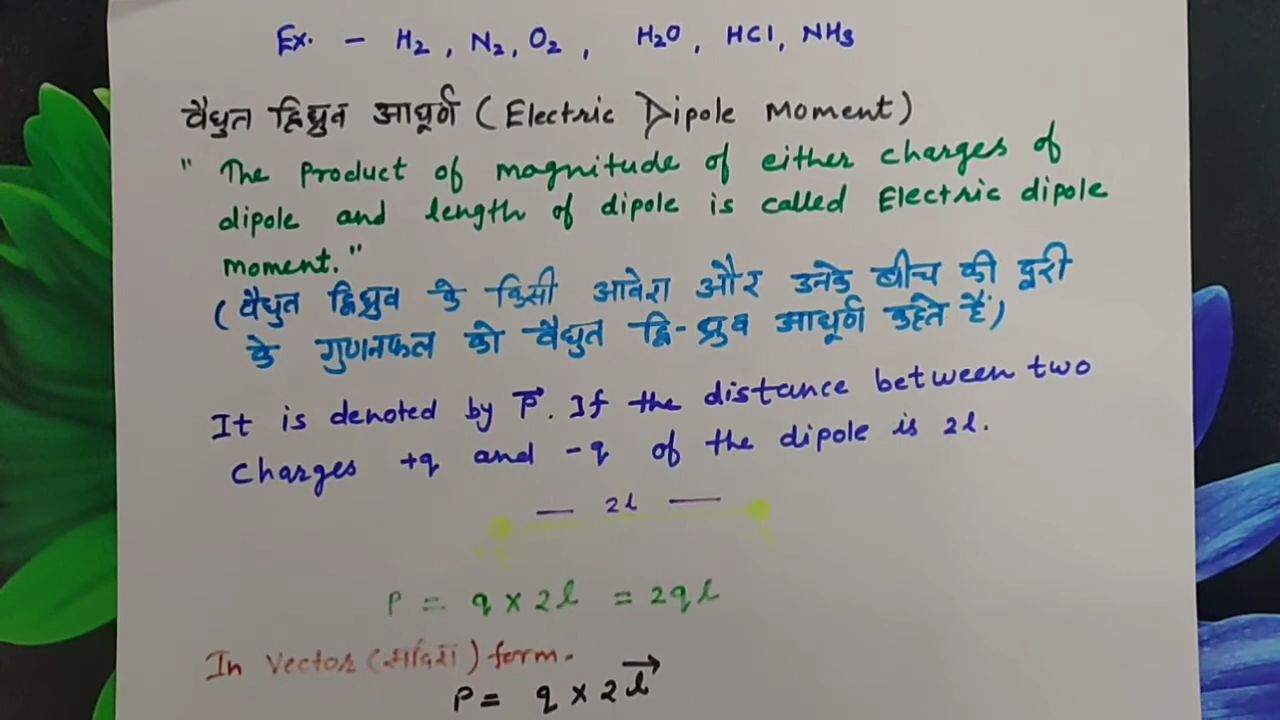 Ex. - H2, N2, O2, H2O, HCl, NH3
वैधुत द्विध्रुव आघूर्ण (Electric Dipole Moment)
" The Product of magnitude of either charges of
dipole and length of dipole is called Electric dipole
moment."
(वैधुत द्विध्रुव के किसी आवेश और उनके बीच की दूरी
के गुणनफल को वैधुत द्वि-ध्रुव आघूर्ण कहते हैं)
It is denoted by P⃗. If the distance between two
Charges +q and -q of the dipole is 2l.
— 2l —
P = q × 2l = 2ql
In Vector (सदिश) form.
P = q × 2l⃗